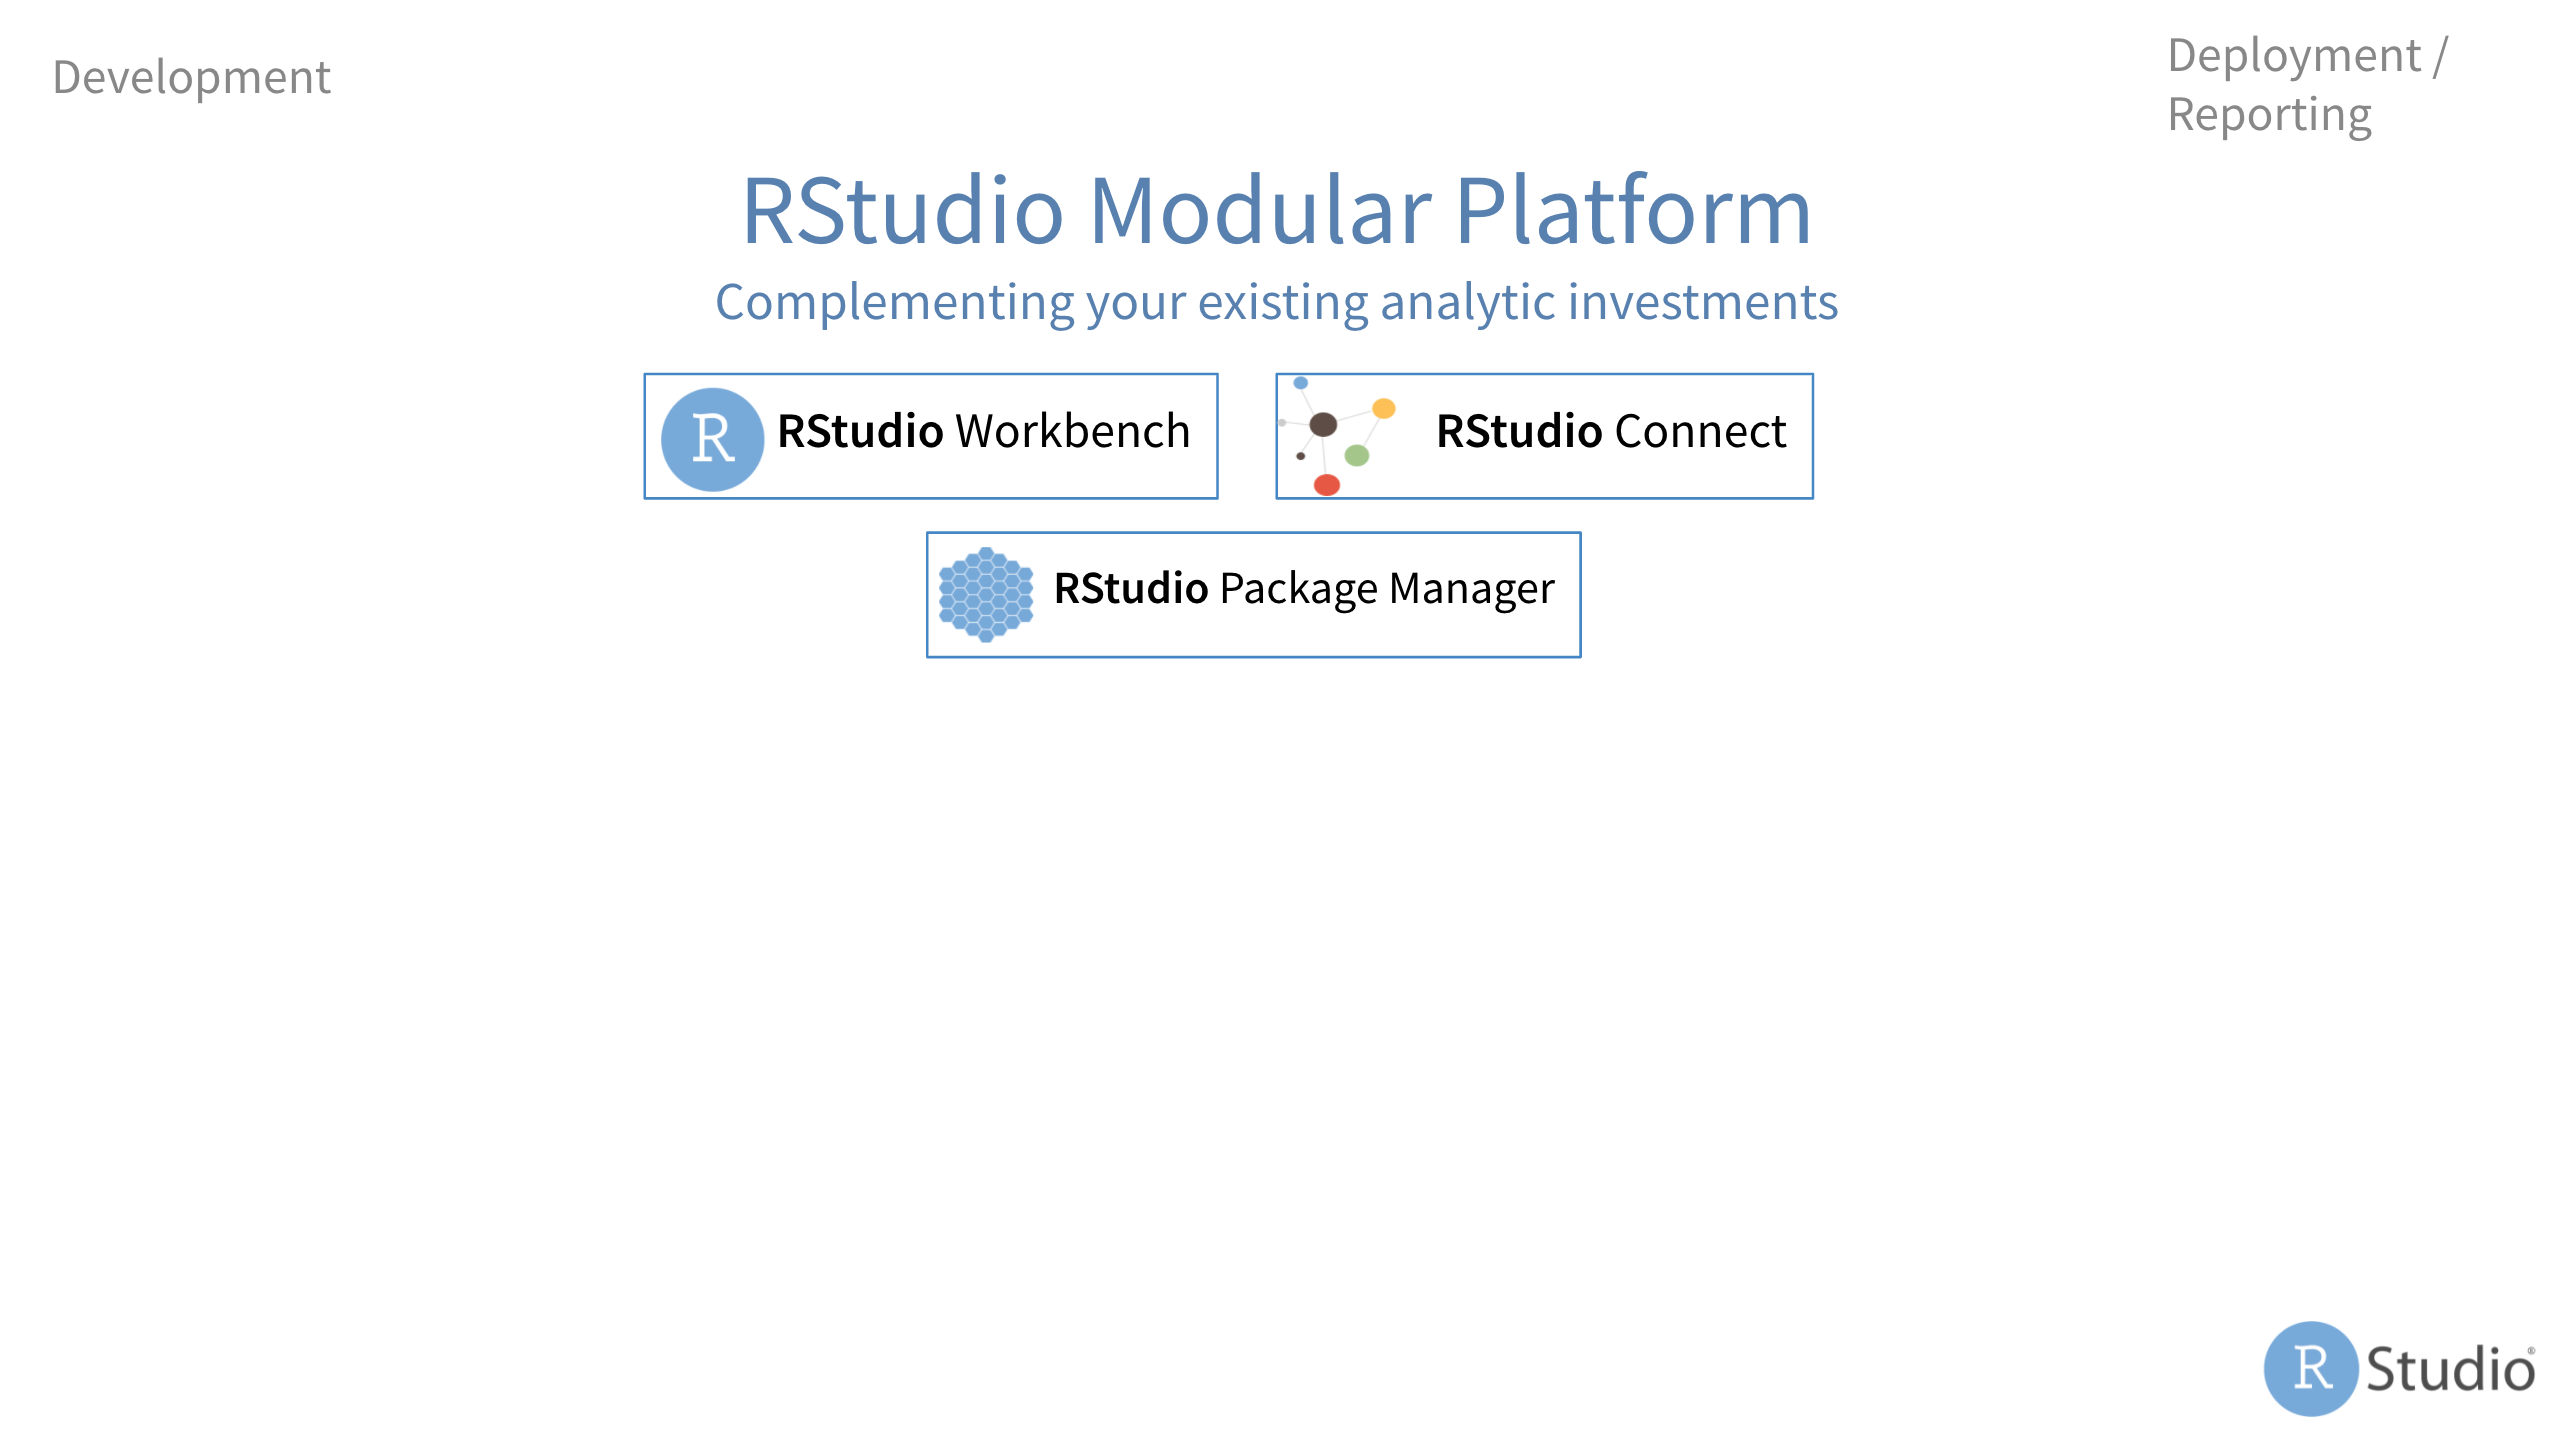 Development
Deployment /
Reporting
RStudio Modular Platform
Complementing your existing analytic investments
R RStudio Workbench
RStudio Connect
RStudio Package Manager
R Studio®